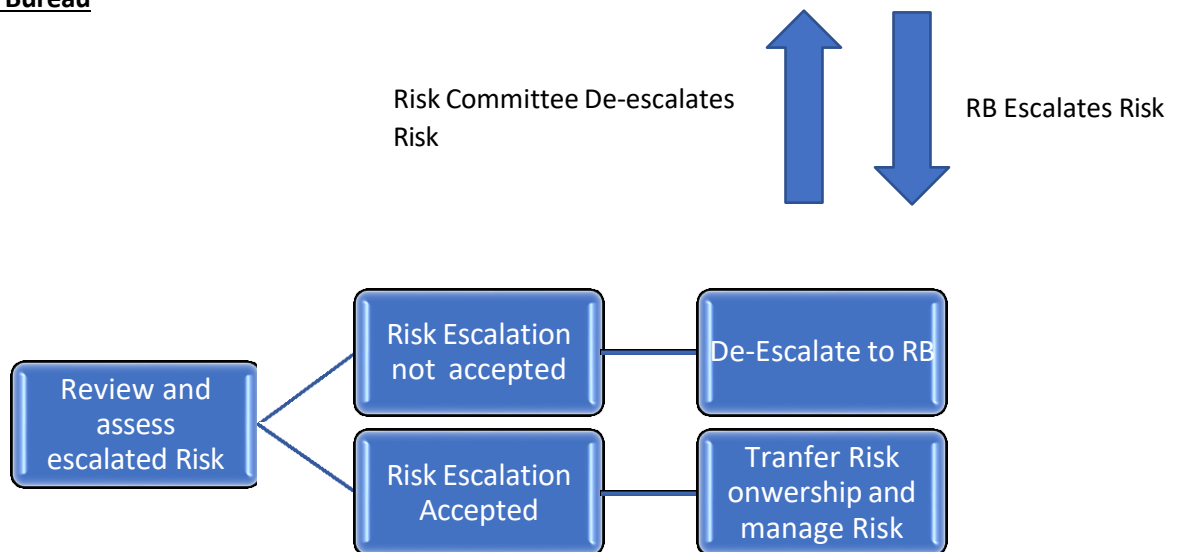 Bureau
Risk Committee De-escalates
Risk
RB Escalates Risk
Risk Escalation
not accepted
De-Escalate to RB
Review and
assess
escalated Risk
Risk Escalation
Accepted
Tranfer Risk
onwership and
manage Risk